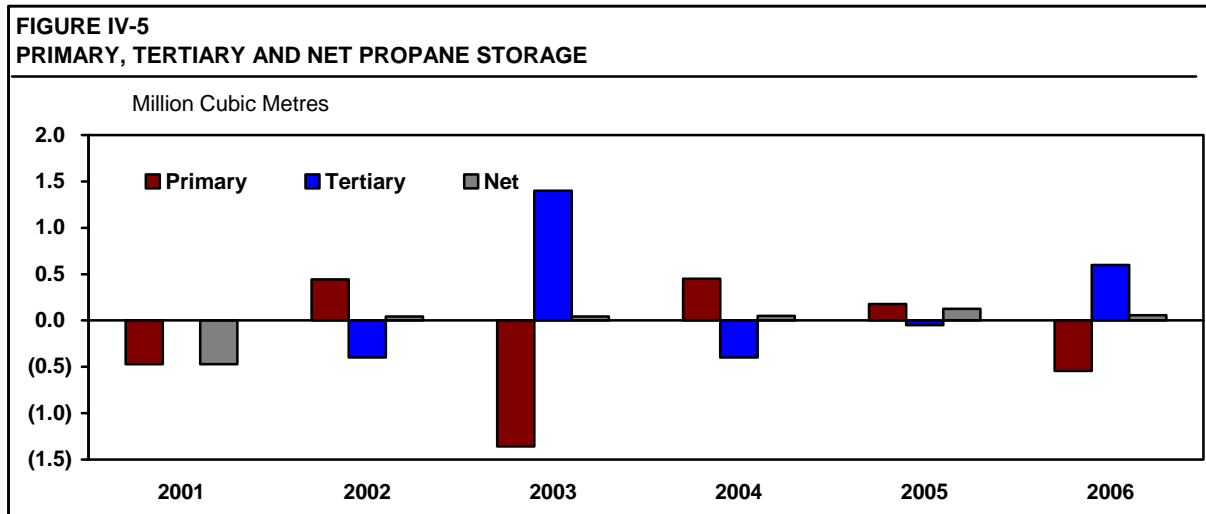 FIGURE IV-5
PRIMARY, TERTIARY AND NET PROPANE STORAGE
Million Cubic Metres
2.0
1.5
1.0
0.5
0.0
(0.5)
(1.0)
(1.5)
Primary Tertiary Net
2001 2002 2003 2004 2005 2006